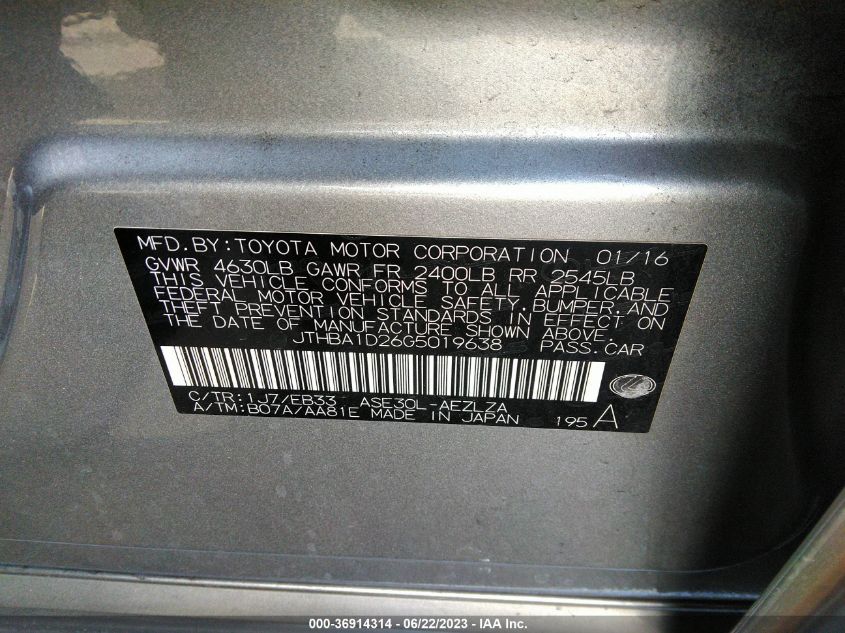 MFD.BY:TOYOTA MOTOR CORPORATION 01/16
GVWR 4630LB GAWR FR 2400LB RR 2545LB
THIS VEHICLE CONFORMS TO ALL APPLICABLE
FEDERAL MOTOR VEHICLE SAFETY,BUMPER,AND
THEFT PREVENTION STANDARDS IN EFFECT ON
THE DATE OF MANUFACTURE SHOWN ABOVE.
JTHBA1D26G5019638 PASS.CAR
C/TR:1J7/EB33 ASE30L-AEZLZA
A/TM:B07A/AA81E MADE IN JAPAN 195 A
000-36914314 - 06/22/2023 - IAA Inc.